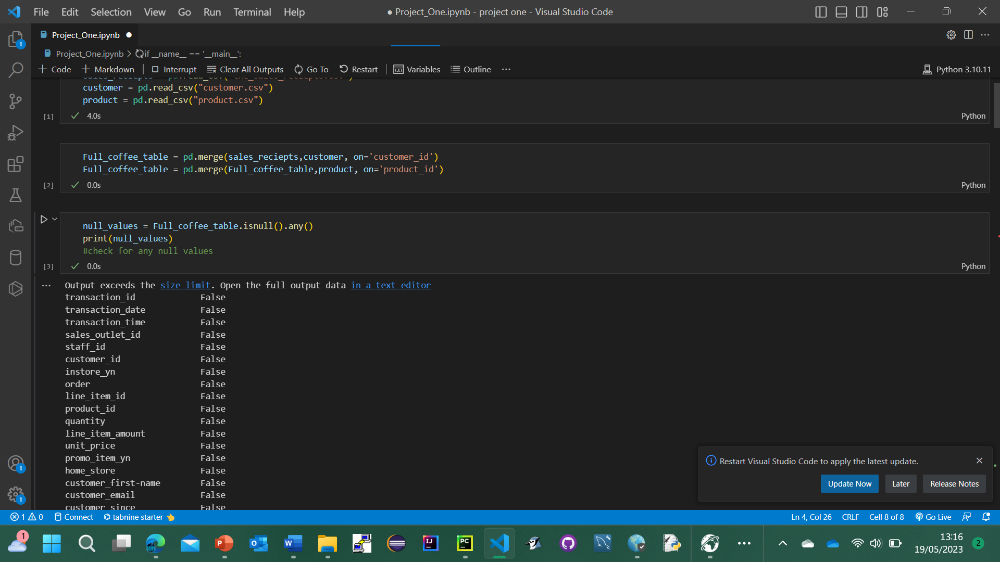 File Edit Selection View Go Run Terminal Help
● Project_One.ipynb - project one - Visual Studio Code
Project_One.ipynb ●
Project_One.ipynb > if __name__ == '__main__':
+ Code + Markdown | Interrupt Clear All Outputs Go To Restart | Variables Outline ···
Python 3.10.11
customer = pd.read_csv("customer.csv")
product = pd.read_csv("product.csv")
[1] ✓ 4.0s Python
Full_coffee_table = pd.merge(sales_reciepts,customer, on='customer_id')
Full_coffee_table = pd.merge(Full_coffee_table,product, on='product_id')
[2] ✓ 0.0s Python
null_values = Full_coffee_table.isnull().any()
print(null_values)
#check for any null values
[3] ✓ 0.0s Python
··· Output exceeds the size limit. Open the full output data in a text editor
transaction_id False
transaction_date False
transaction_time False
sales_outlet_id False
staff_id False
customer_id False
instore_yn False
order False
line_item_id False
product_id False
quantity False
line_item_amount False
unit_price False
promo_item_yn False
home_store False
customer_first-name False
customer_email False
customer_since False
1
1
1
Restart Visual Studio Code to apply the latest update.
Update Now Later Release Notes
1 0 Connect tabnine starter
Ln 4, Col 26 CRLF Cell 8 of 8 Go Live
1
P
W
IJ
PC
13:16
19/05/2023
2